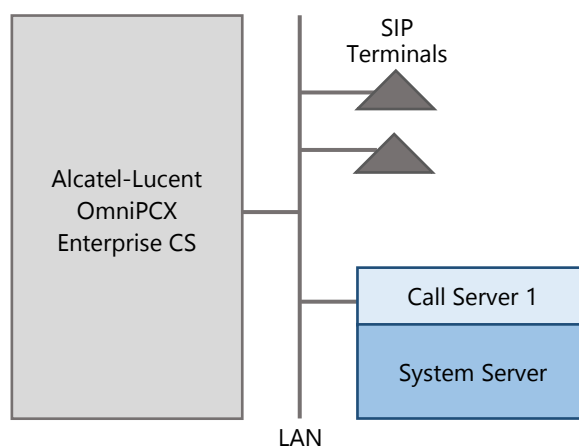 SIP
Terminals
Alcatel-Lucent
OmniPCX
Enterprise CS
Call Server 1
System Server
LAN